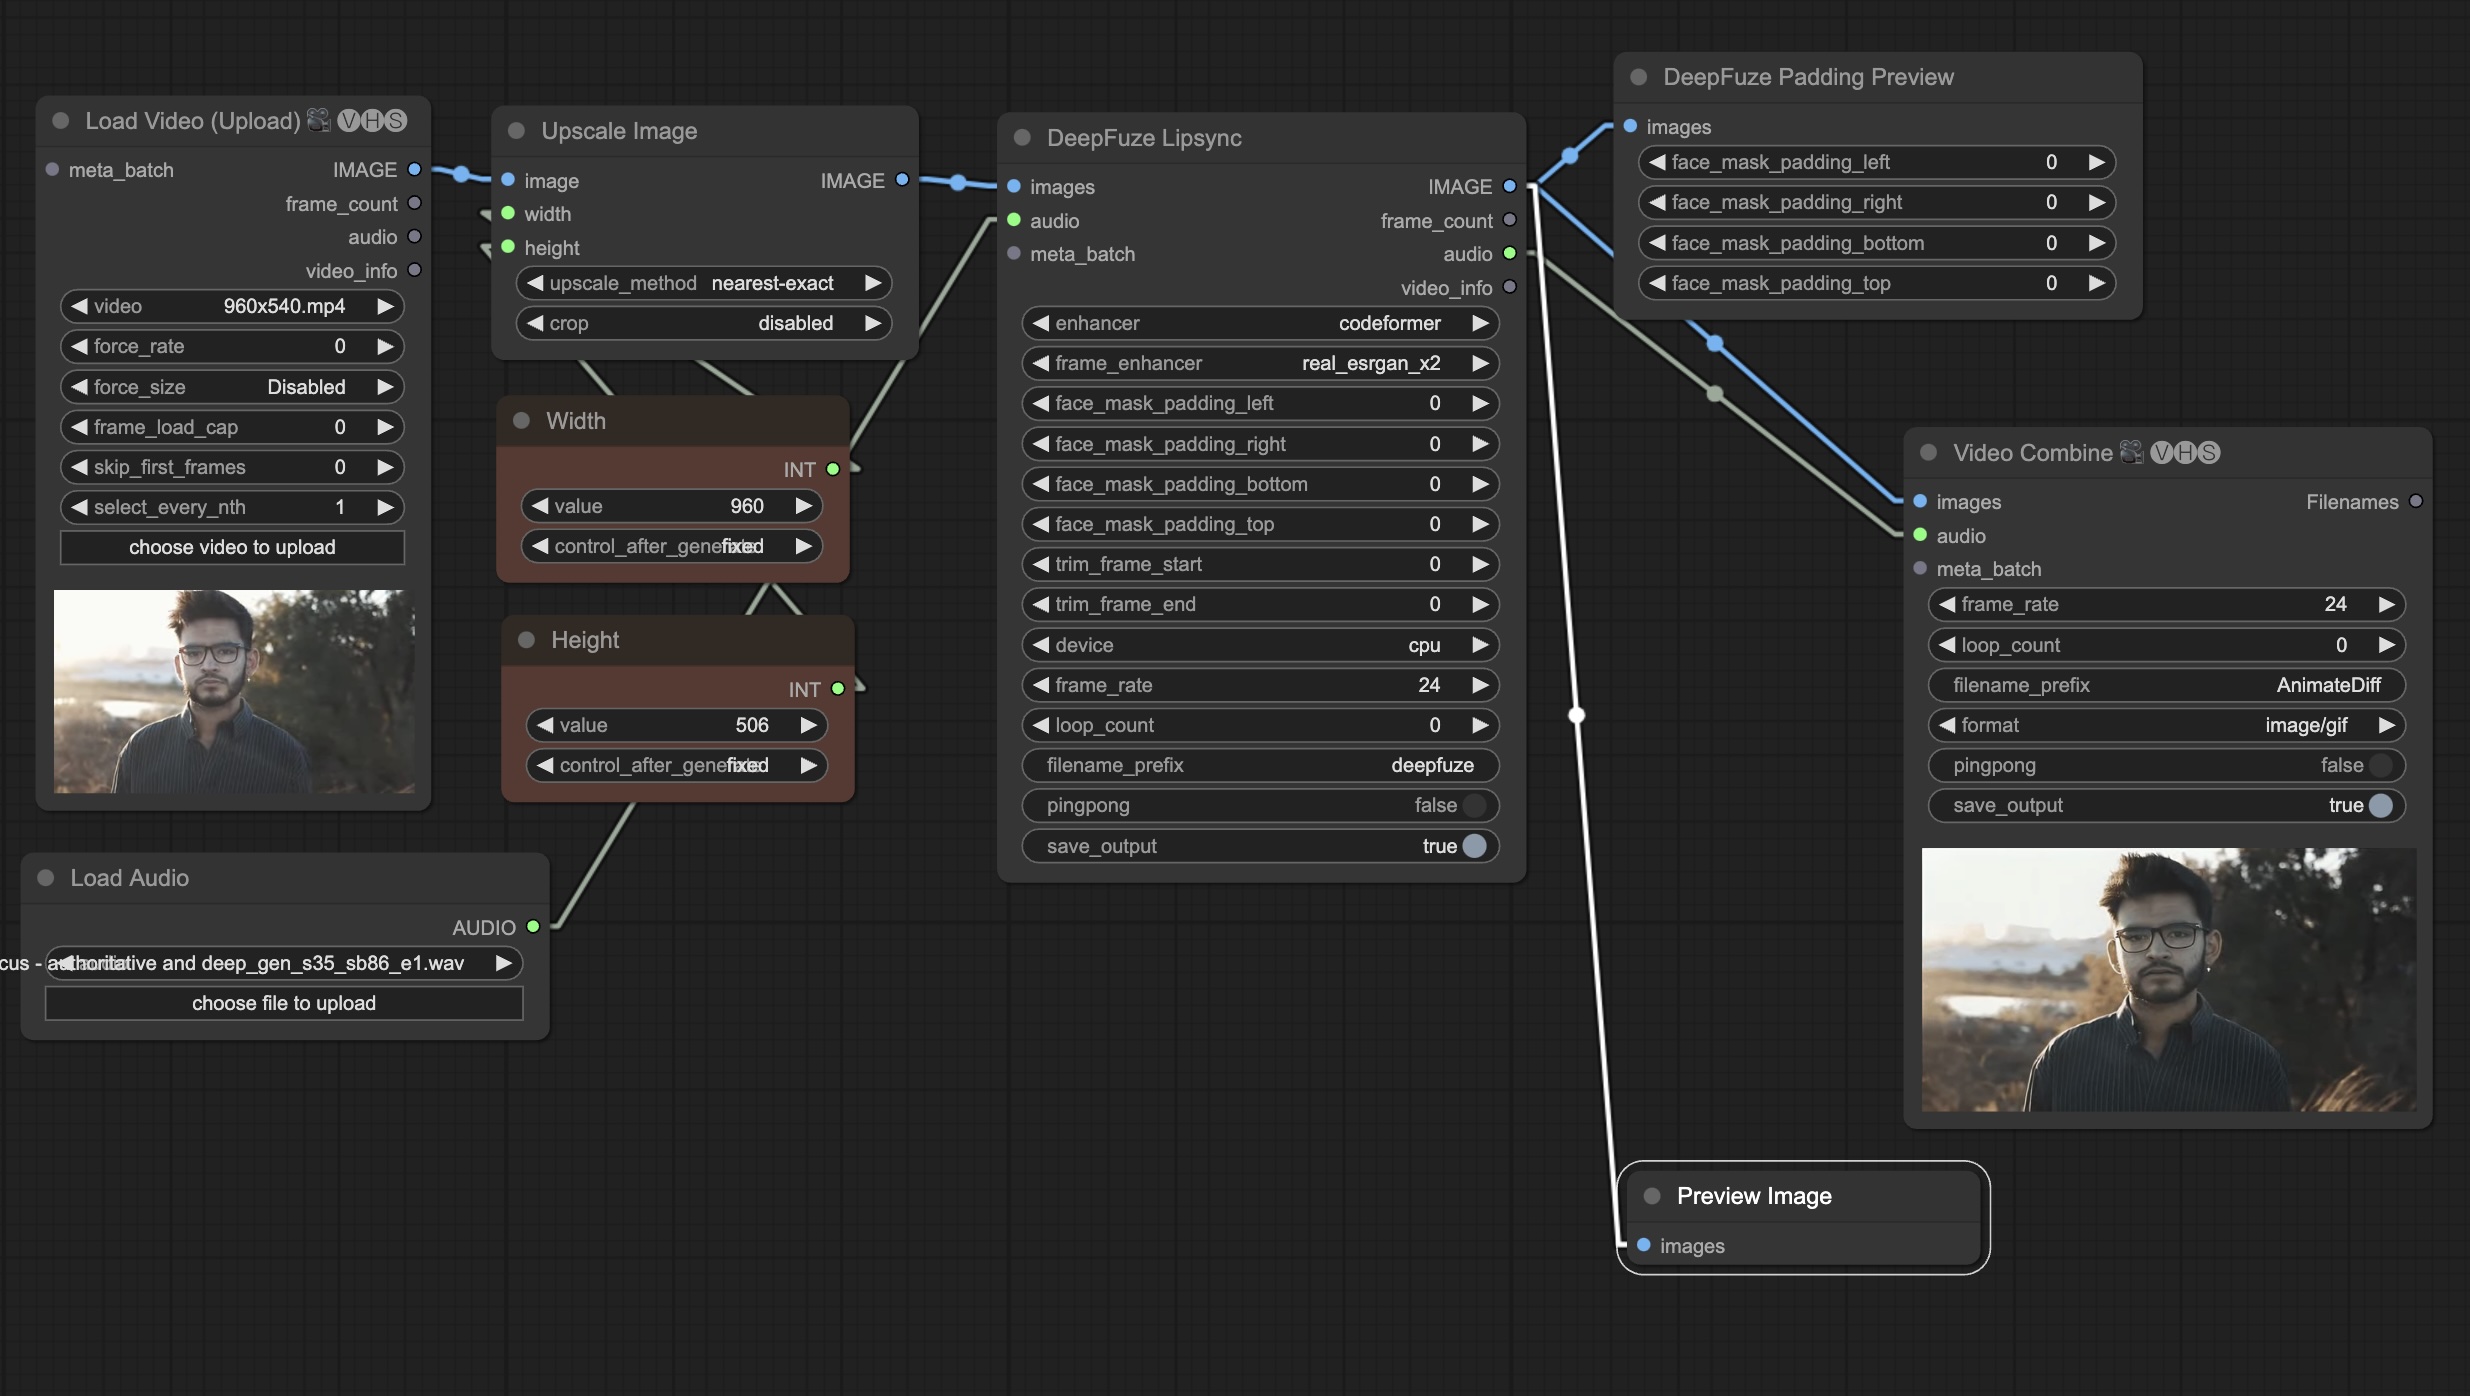 Load Video (Upload) 🎥 ⓋⒽⓈ
meta_batch IMAGE
frame_count
audio
video_info
video 960x540.mp4
force_rate 0
force_size Disabled
frame_load_cap 0
skip_first_frames 0
select_every_nth 1
choose video to upload
Load Audio
AUDIO
cus - authoritative and deep_gen_s35_sb86_e1.wav
choose file to upload
Upscale Image
image IMAGE
width
height
upscale_method nearest-exact
crop disabled
Width
INT
value 960
control_after_gene fixed
Height
INT
value 506
control_after_gene fixed
DeepFuze Lipsync
images IMAGE
audio frame_count
meta_batch audio
video_info
enhancer codeformer
frame_enhancer real_esrgan_x2
face_mask_padding_left 0
face_mask_padding_right 0
face_mask_padding_bottom 0
face_mask_padding_top 0
trim_frame_start 0
trim_frame_end 0
device cpu
frame_rate 24
loop_count 0
filename_prefix deepfuze
pingpong false
save_output true
DeepFuze Padding Preview
images
face_mask_padding_left 0
face_mask_padding_right 0
face_mask_padding_bottom 0
face_mask_padding_top 0
Video Combine 🎥 ⓋⒽⓈ
images Filenames
audio
meta_batch
frame_rate 24
loop_count 0
filename_prefix AnimateDiff
format image/gif
pingpong false
save_output true
Preview Image
images